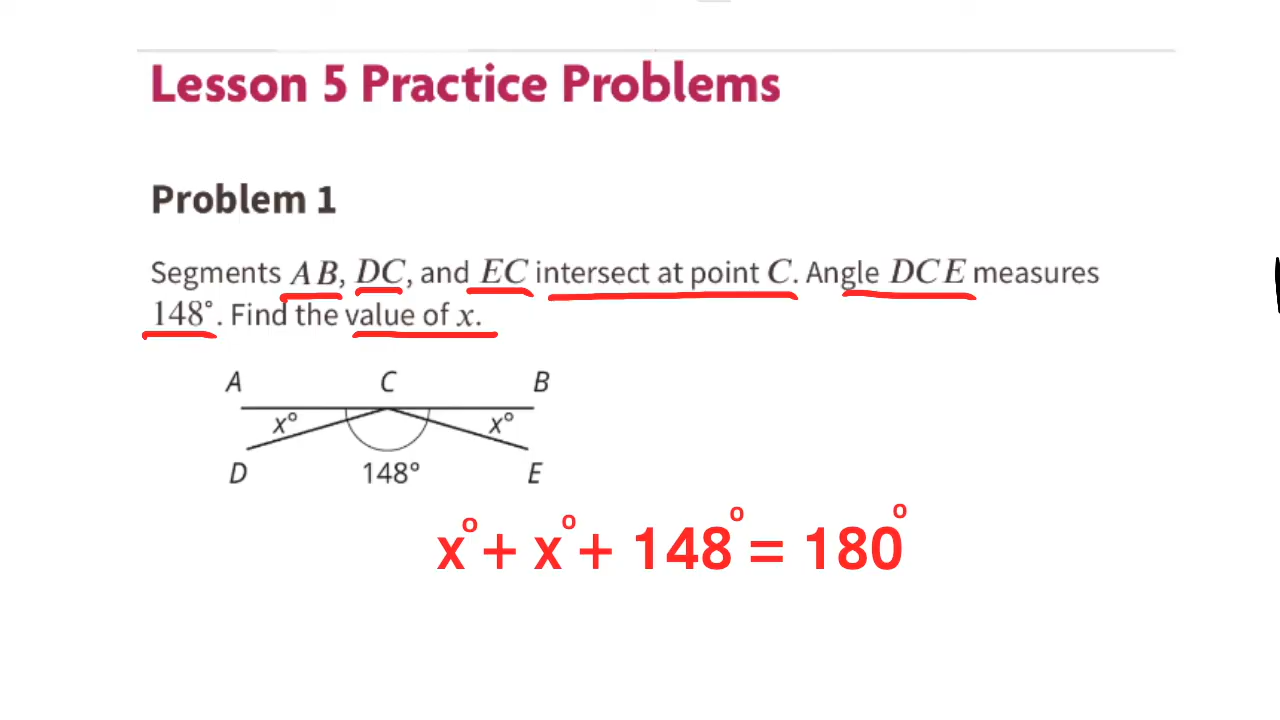 Lesson 5 Practice Problems
Problem 1
Segments AB, DC, and EC intersect at point C. Angle DCE measures
148°. Find the value of x.
A C B
x° x°
D 148° E
x° + x° + 148° = 180°